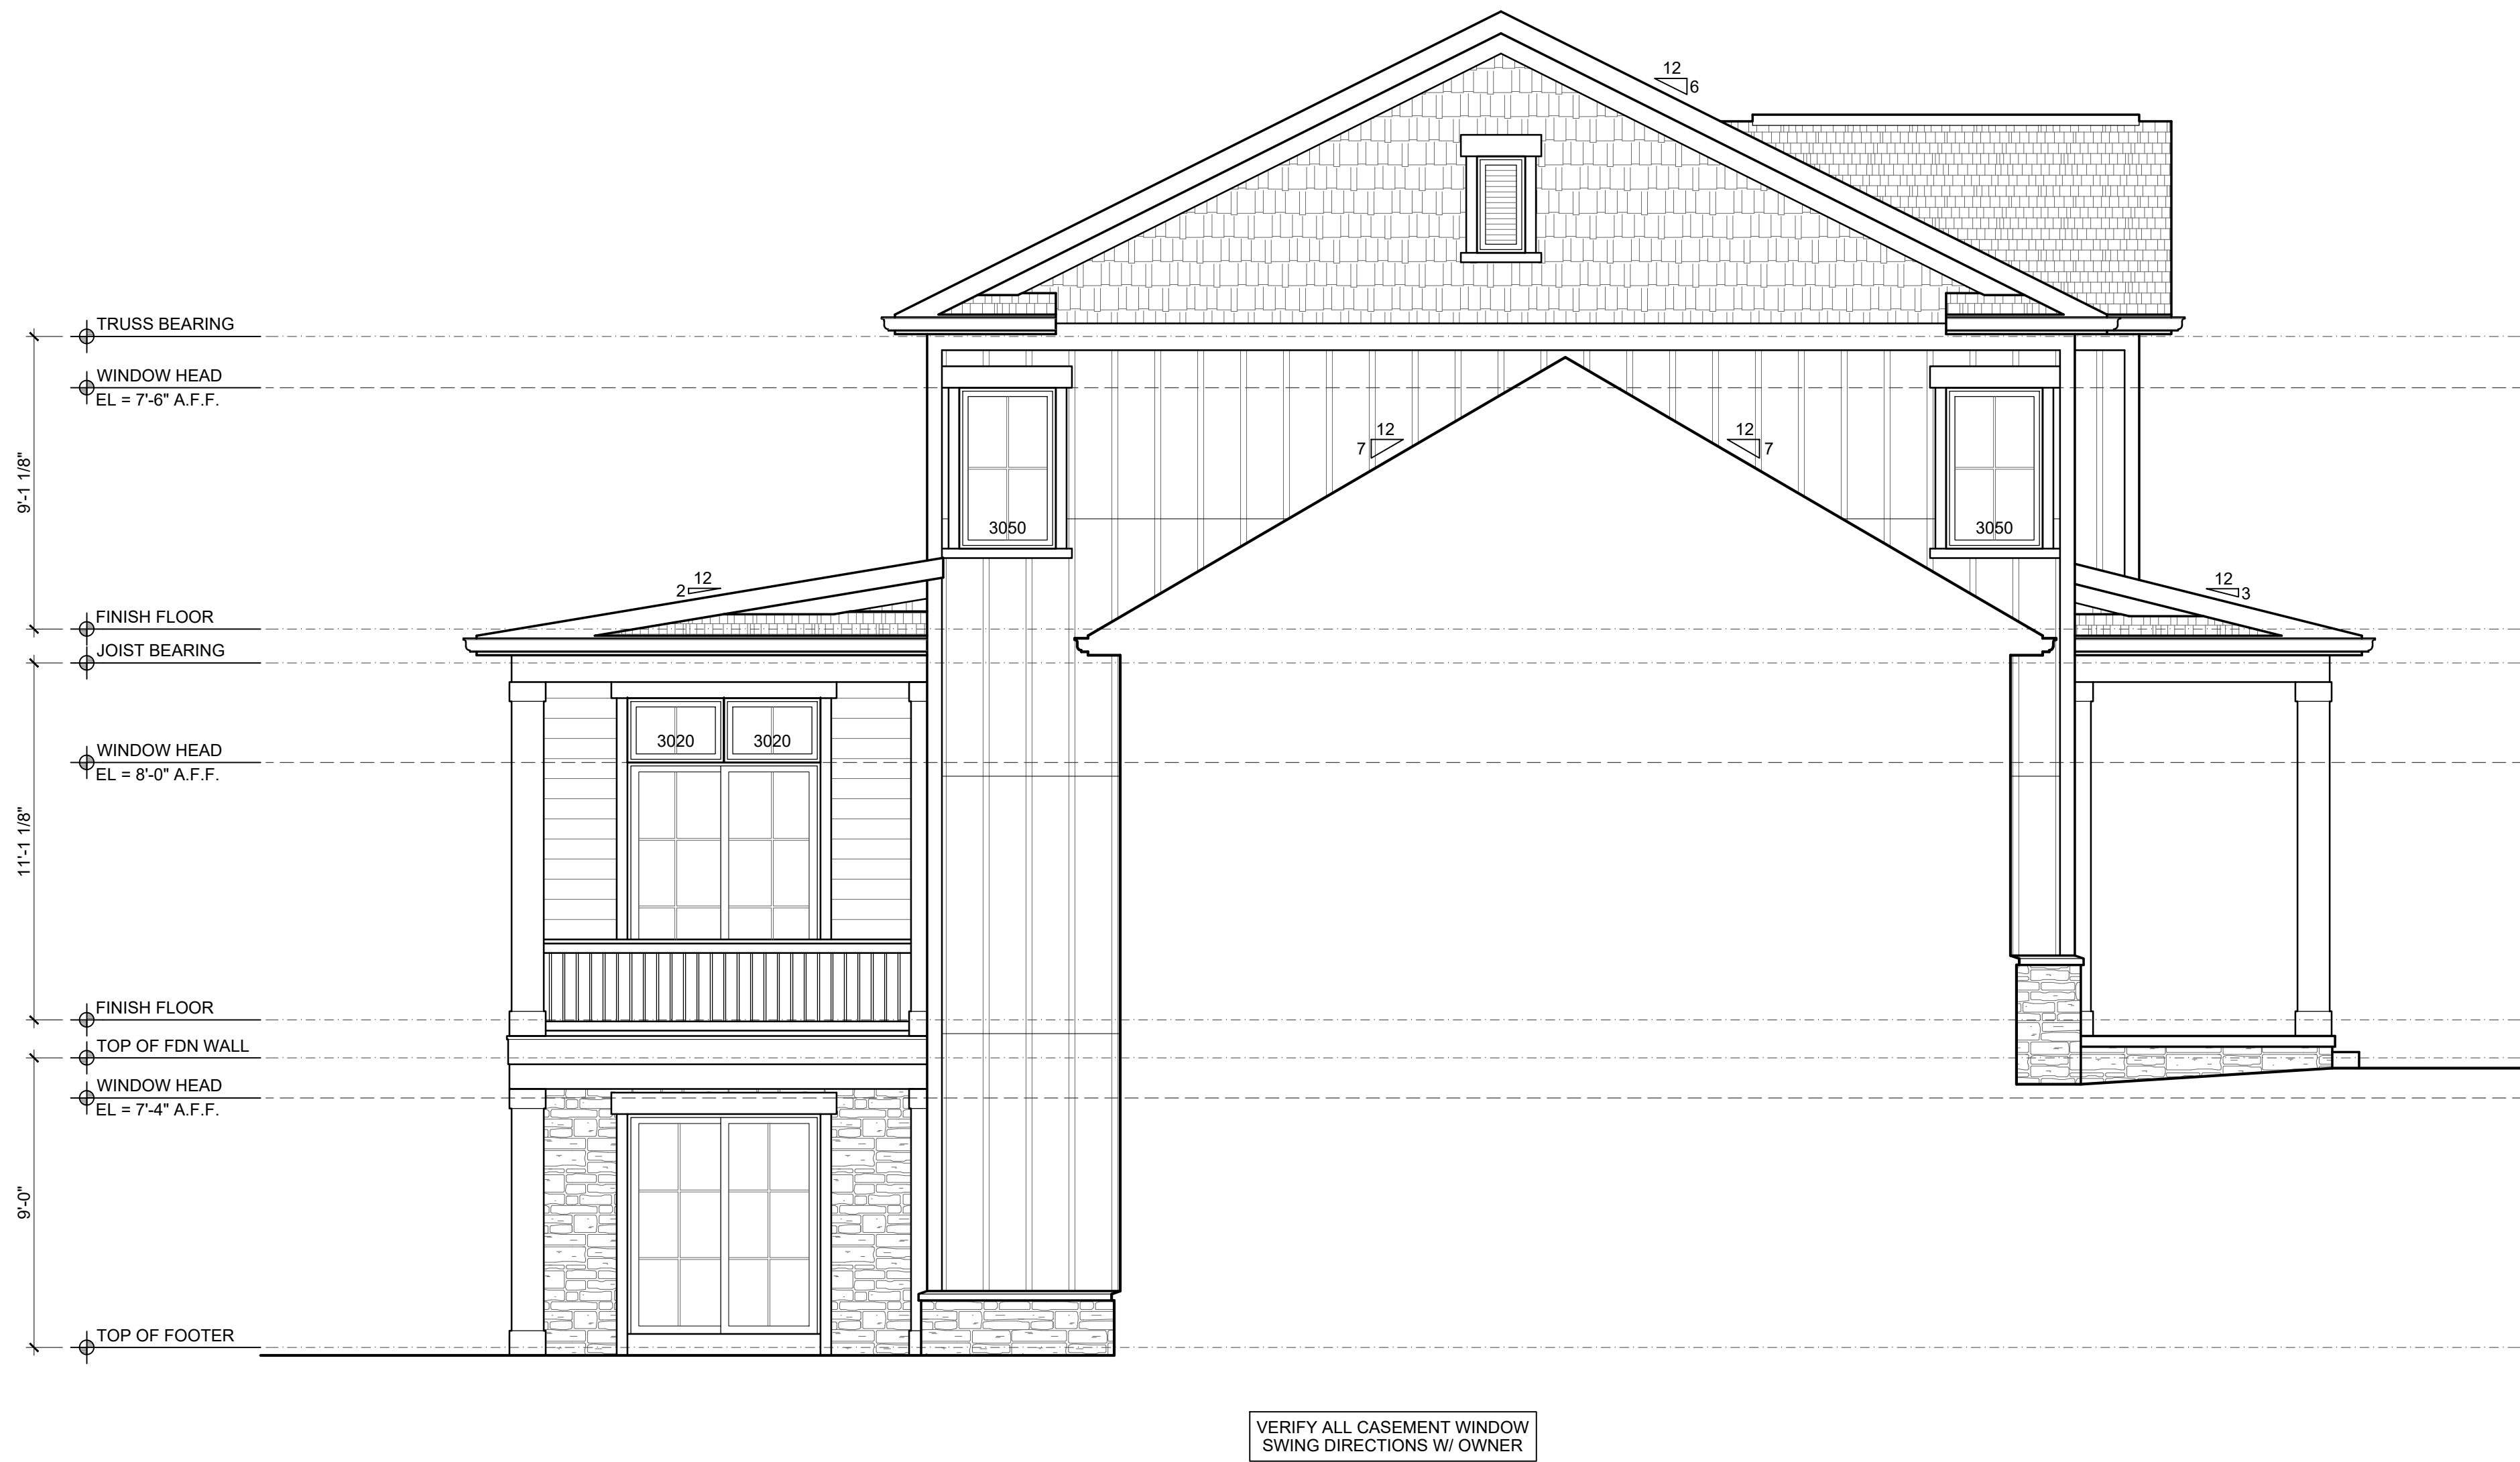 12
6
TRUSS BEARING
WINDOW HEAD
EL = 7'-6" A.F.F.
9'-1 1/8"
12
7
12
7
3050
3050
12
2
12
3
FINISH FLOOR
JOIST BEARING
3020
3020
WINDOW HEAD
EL = 8'-0" A.F.F.
11'-1 1/8"
FINISH FLOOR
TOP OF FDN WALL
WINDOW HEAD
EL = 7'-4" A.F.F.
9'-0"
TOP OF FOOTER
VERIFY ALL CASEMENT WINDOW
SWING DIRECTIONS W/ OWNER